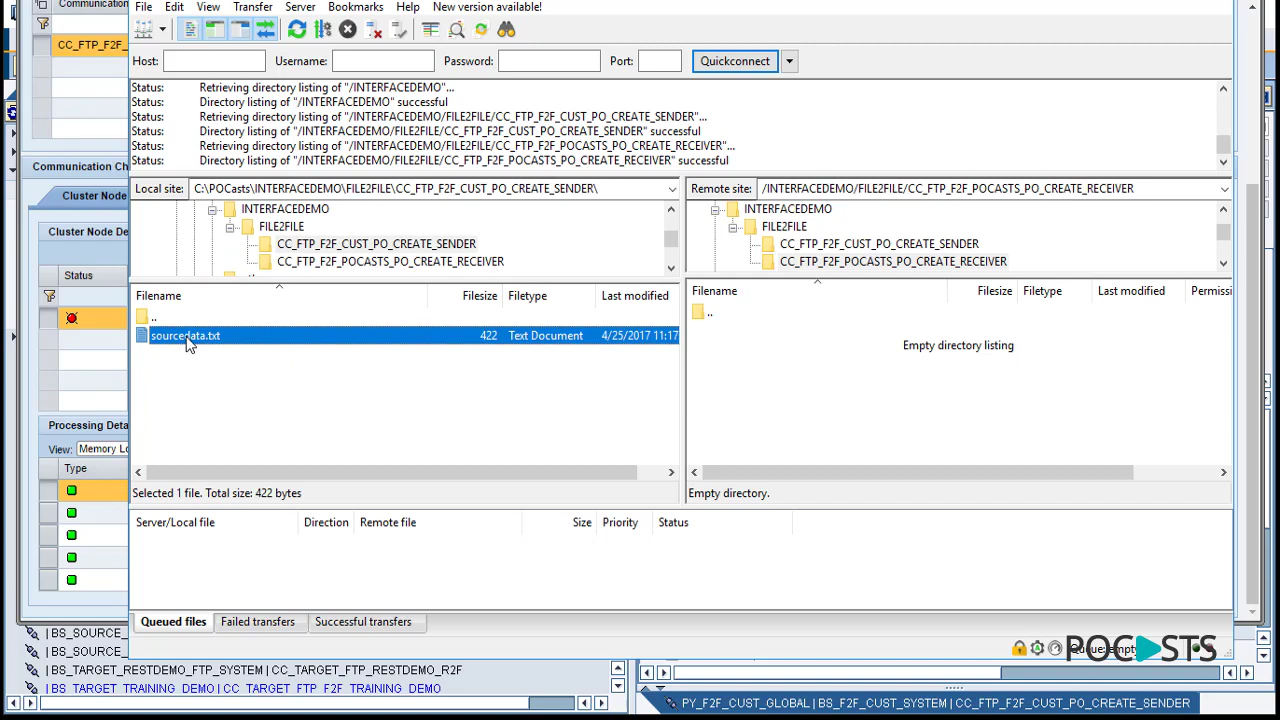 Communication
File Edit View Transfer Server Bookmarks Help New version available!
CC_FTP_F2F_
Host: Username: Password: Port: Quickconnect
Status: Retrieving directory listing of "/INTERFACEDEMO"...
Status: Directory listing of "/INTERFACEDEMO" successful
Status: Retrieving directory listing of "/INTERFACEDEMO/FILE2FILE/CC_FTP_F2F_CUST_PO_CREATE_SENDER"...
Status: Directory listing of "/INTERFACEDEMO/FILE2FILE/CC_FTP_F2F_CUST_PO_CREATE_SENDER" successful
Status: Retrieving directory listing of "/INTERFACEDEMO/FILE2FILE/CC_FTP_F2F_POCASTS_PO_CREATE_RECEIVER"...
Status: Directory listing of "/INTERFACEDEMO/FILE2FILE/CC_FTP_F2F_POCASTS_PO_CREATE_RECEIVER" successful
Communication Ch
Local site: C:\POCasts\INTERFACEDEMO\FILE2FILE\CC_FTP_F2F_CUST_PO_CREATE_SENDER\
Remote site: /INTERFACEDEMO/FILE2FILE/CC_FTP_F2F_POCASTS_PO_CREATE_RECEIVER
Cluster Node
INTERFACEDEMO
FILE2FILE
CC_FTP_F2F_CUST_PO_CREATE_SENDER
CC_FTP_F2F_POCASTS_PO_CREATE_RECEIVER
INTERFACEDEMO
FILE2FILE
CC_FTP_F2F_CUST_PO_CREATE_SENDER
CC_FTP_F2F_POCASTS_PO_CREATE_RECEIVER
Cluster Node De
Status
Filename Filesize Filetype Last modified
..
sourcedata.txt 422 Text Document 4/25/2017 11:17
Filename Filesize Filetype Last modified Permissi
..
Empty directory listing
Processing Deta
View: Memory Lo
Type
Selected 1 file. Total size: 422 bytes
Empty directory.
Server/Local file Direction Remote file Size Priority Status
Queued files Failed transfers Successful transfers
POCASTS
| BS_SOURCE_
| BS_SOURCE_
| BS_TARGET_RESTDEMO_FTP_SYSTEM | CC_TARGET_FTP_RESTDEMO_R2F
| BS_TARGET_TRAINING_DEMO | CC_TARGET_FTP_F2F_TRAINING_DEMO
PY_F2F_CUST_GLOBAL | BS_F2F_CUST_SYSTEM | CC_FTP_F2F_CUST_PO_CREATE_SENDER